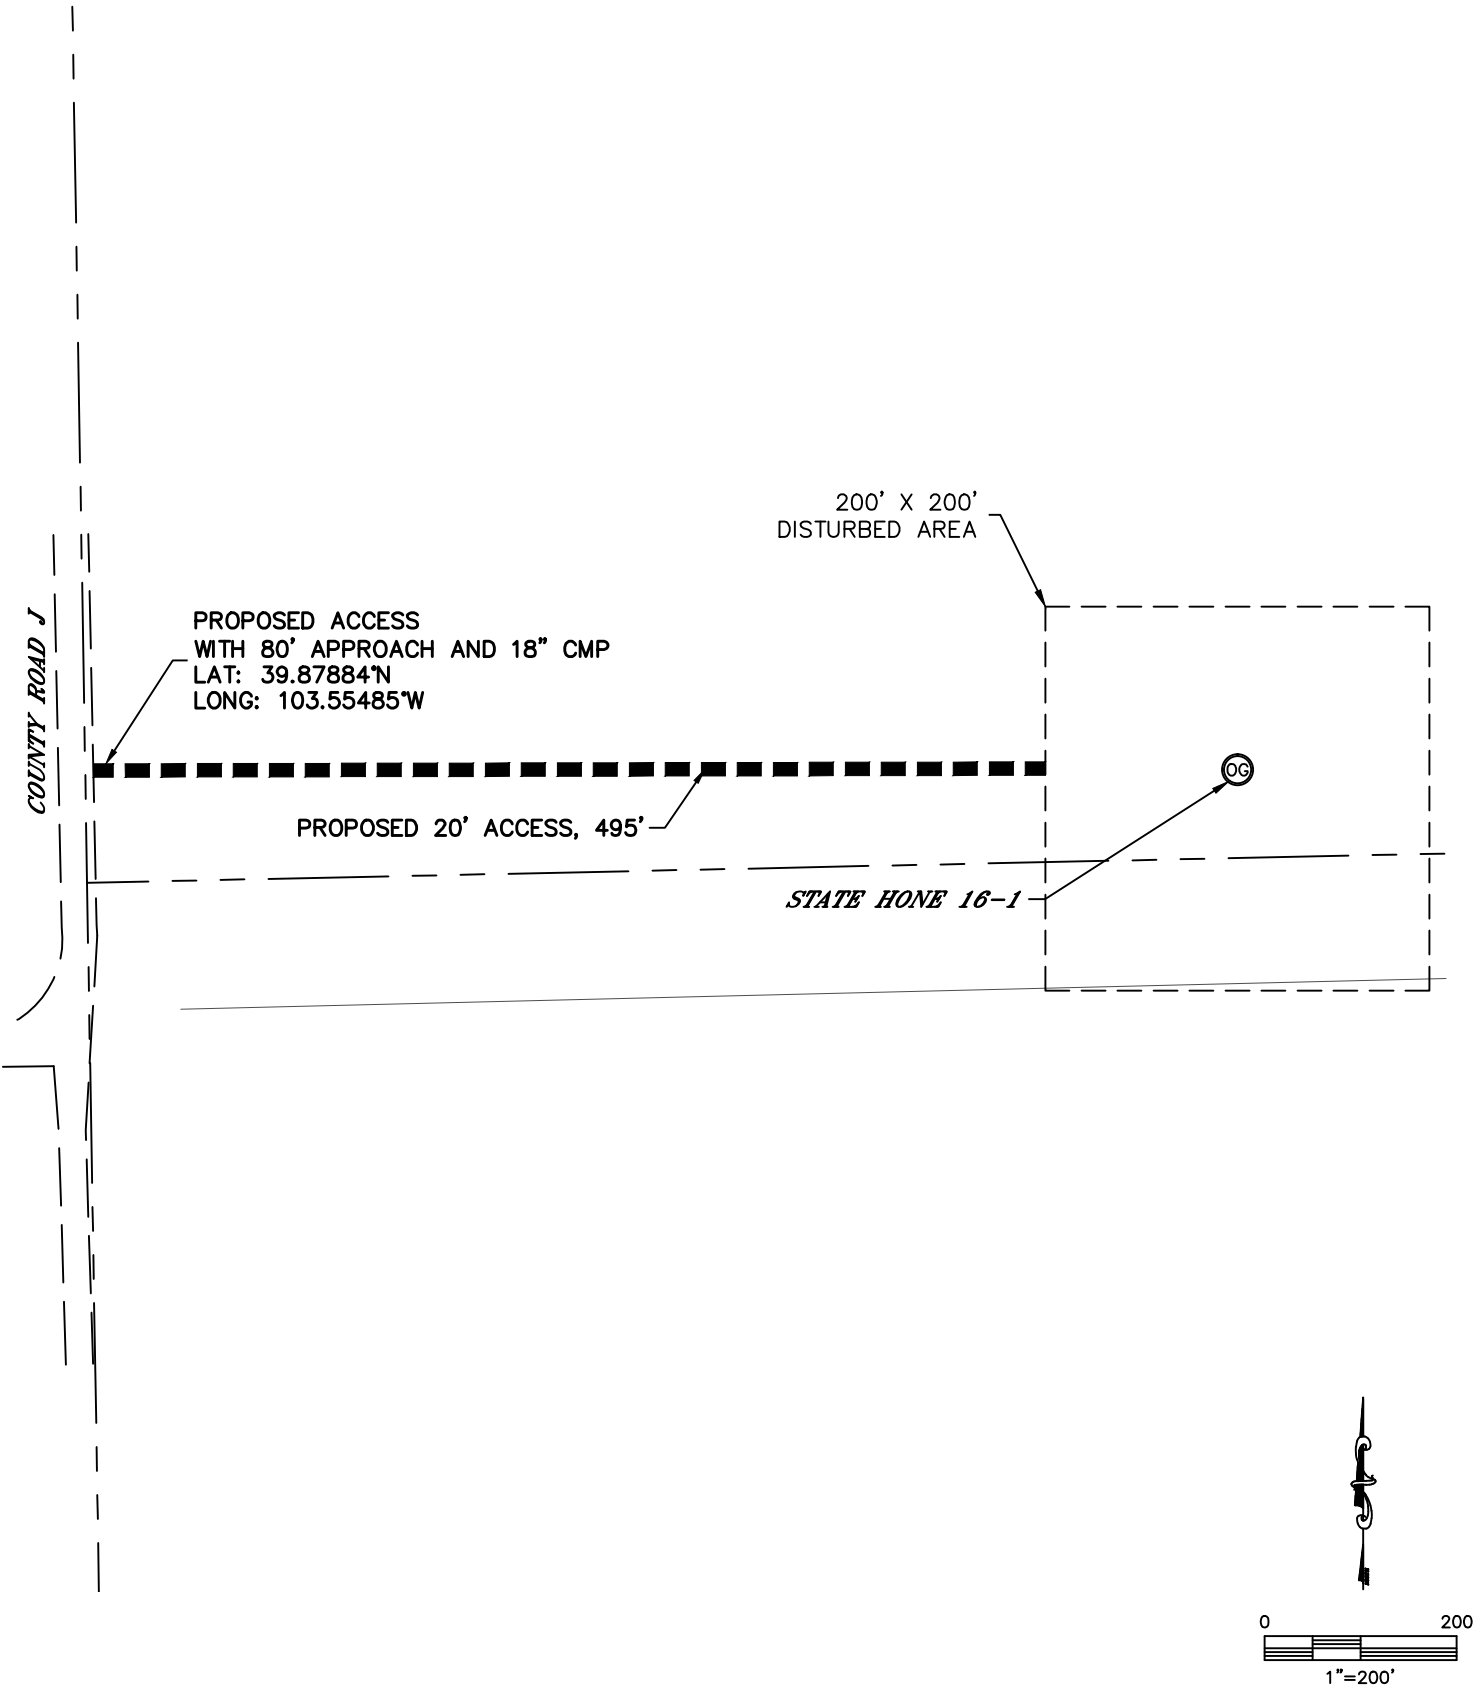 200' X 200'
DISTURBED AREA
PROPOSED ACCESS
WITH 80' APPROACH AND 18" CMP
LAT: 39.87884°N
LONG: 103.55485°W
COUNTY ROAD J
OG
PROPOSED 20' ACCESS, 495'
STATE HONE 16-1
0 200
1"=200'